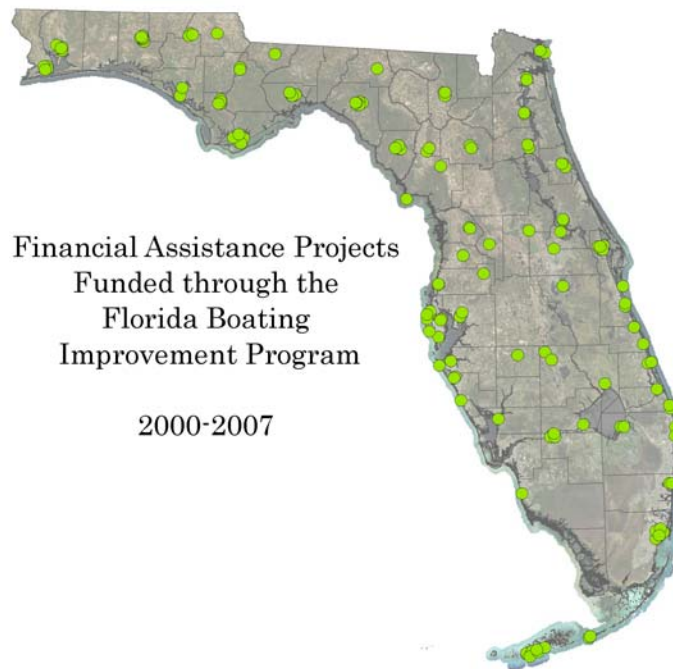 Financial Assistance Projects
Funded through the
Florida Boating
Improvement Program
2000-2007